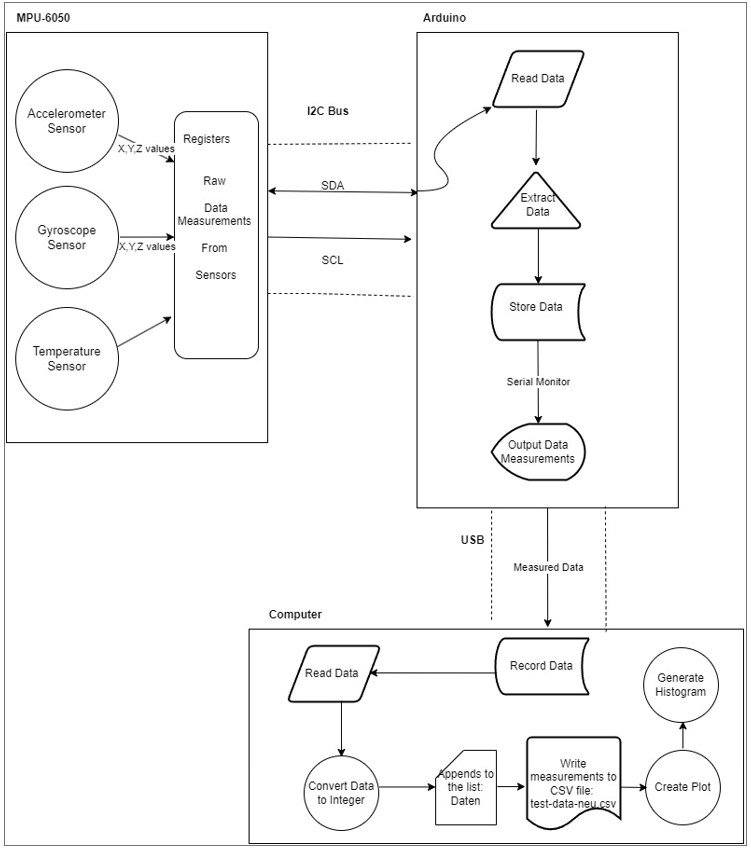 MPU-6050
Arduino
Accelerometer
Sensor
X,Y,Z values
Gyroscope
Sensor
X,Y,Z values
Temperature
Sensor
Registers
Raw
Data
Measurements
From
Sensors
I2C Bus
SDA
SCL
Read Data
Extract
Data
Store Data
Serial Monitor
Output Data
Measurements
USB
Measured Data
Computer
Record Data
Read Data
Convert Data
to Integer
Appends to
the list:
Daten
Write
measurements to
CSV file:
test-data-neu.csv
Create Plot
Generate
Histogram